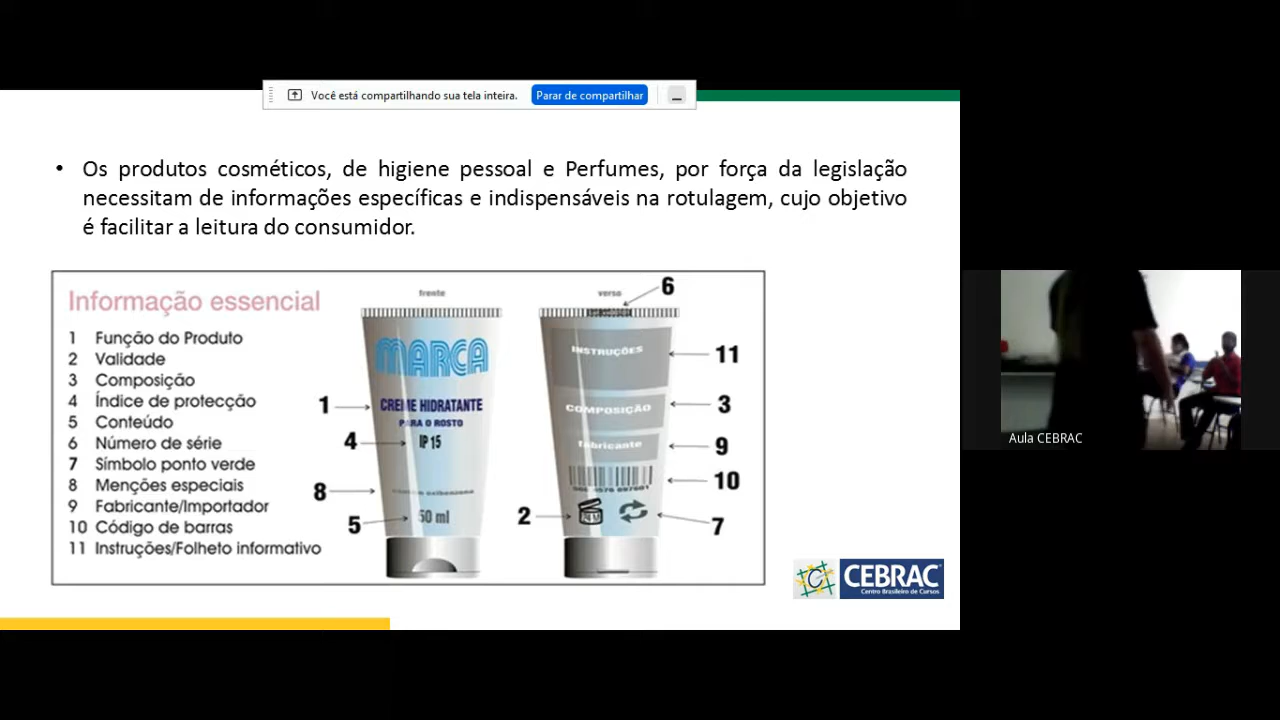 Você está compartilhando sua tela inteira. Parar de compartilhar
• Os produtos cosméticos, de higiene pessoal e Perfumes, por força da legislação
necessitam de informações específicas e indispensáveis na rotulagem, cujo objetivo
é facilitar a leitura do consumidor.
Informação essencial
1 Função do Produto
2 Validade
3 Composição
4 Índice de protecção
5 Conteúdo
6 Número de série
7 Símbolo ponto verde
8 Menções especiais
9 Fabricante/Importador
10 Código de barras
11 Instruções/Folheto informativo
frente
MARCA
1 CREME HIDRATANTE
PARA O ROSTO
4 IP 15
8 contém oxibenzona
5 50 ml
verso
6
INSTRUÇÕES 11
COMPOSIÇÃO 3
fabricante 9
10
2 24 M 7
CEBRAC
Centro Brasileiro de Cursos
Aula CEBRAC